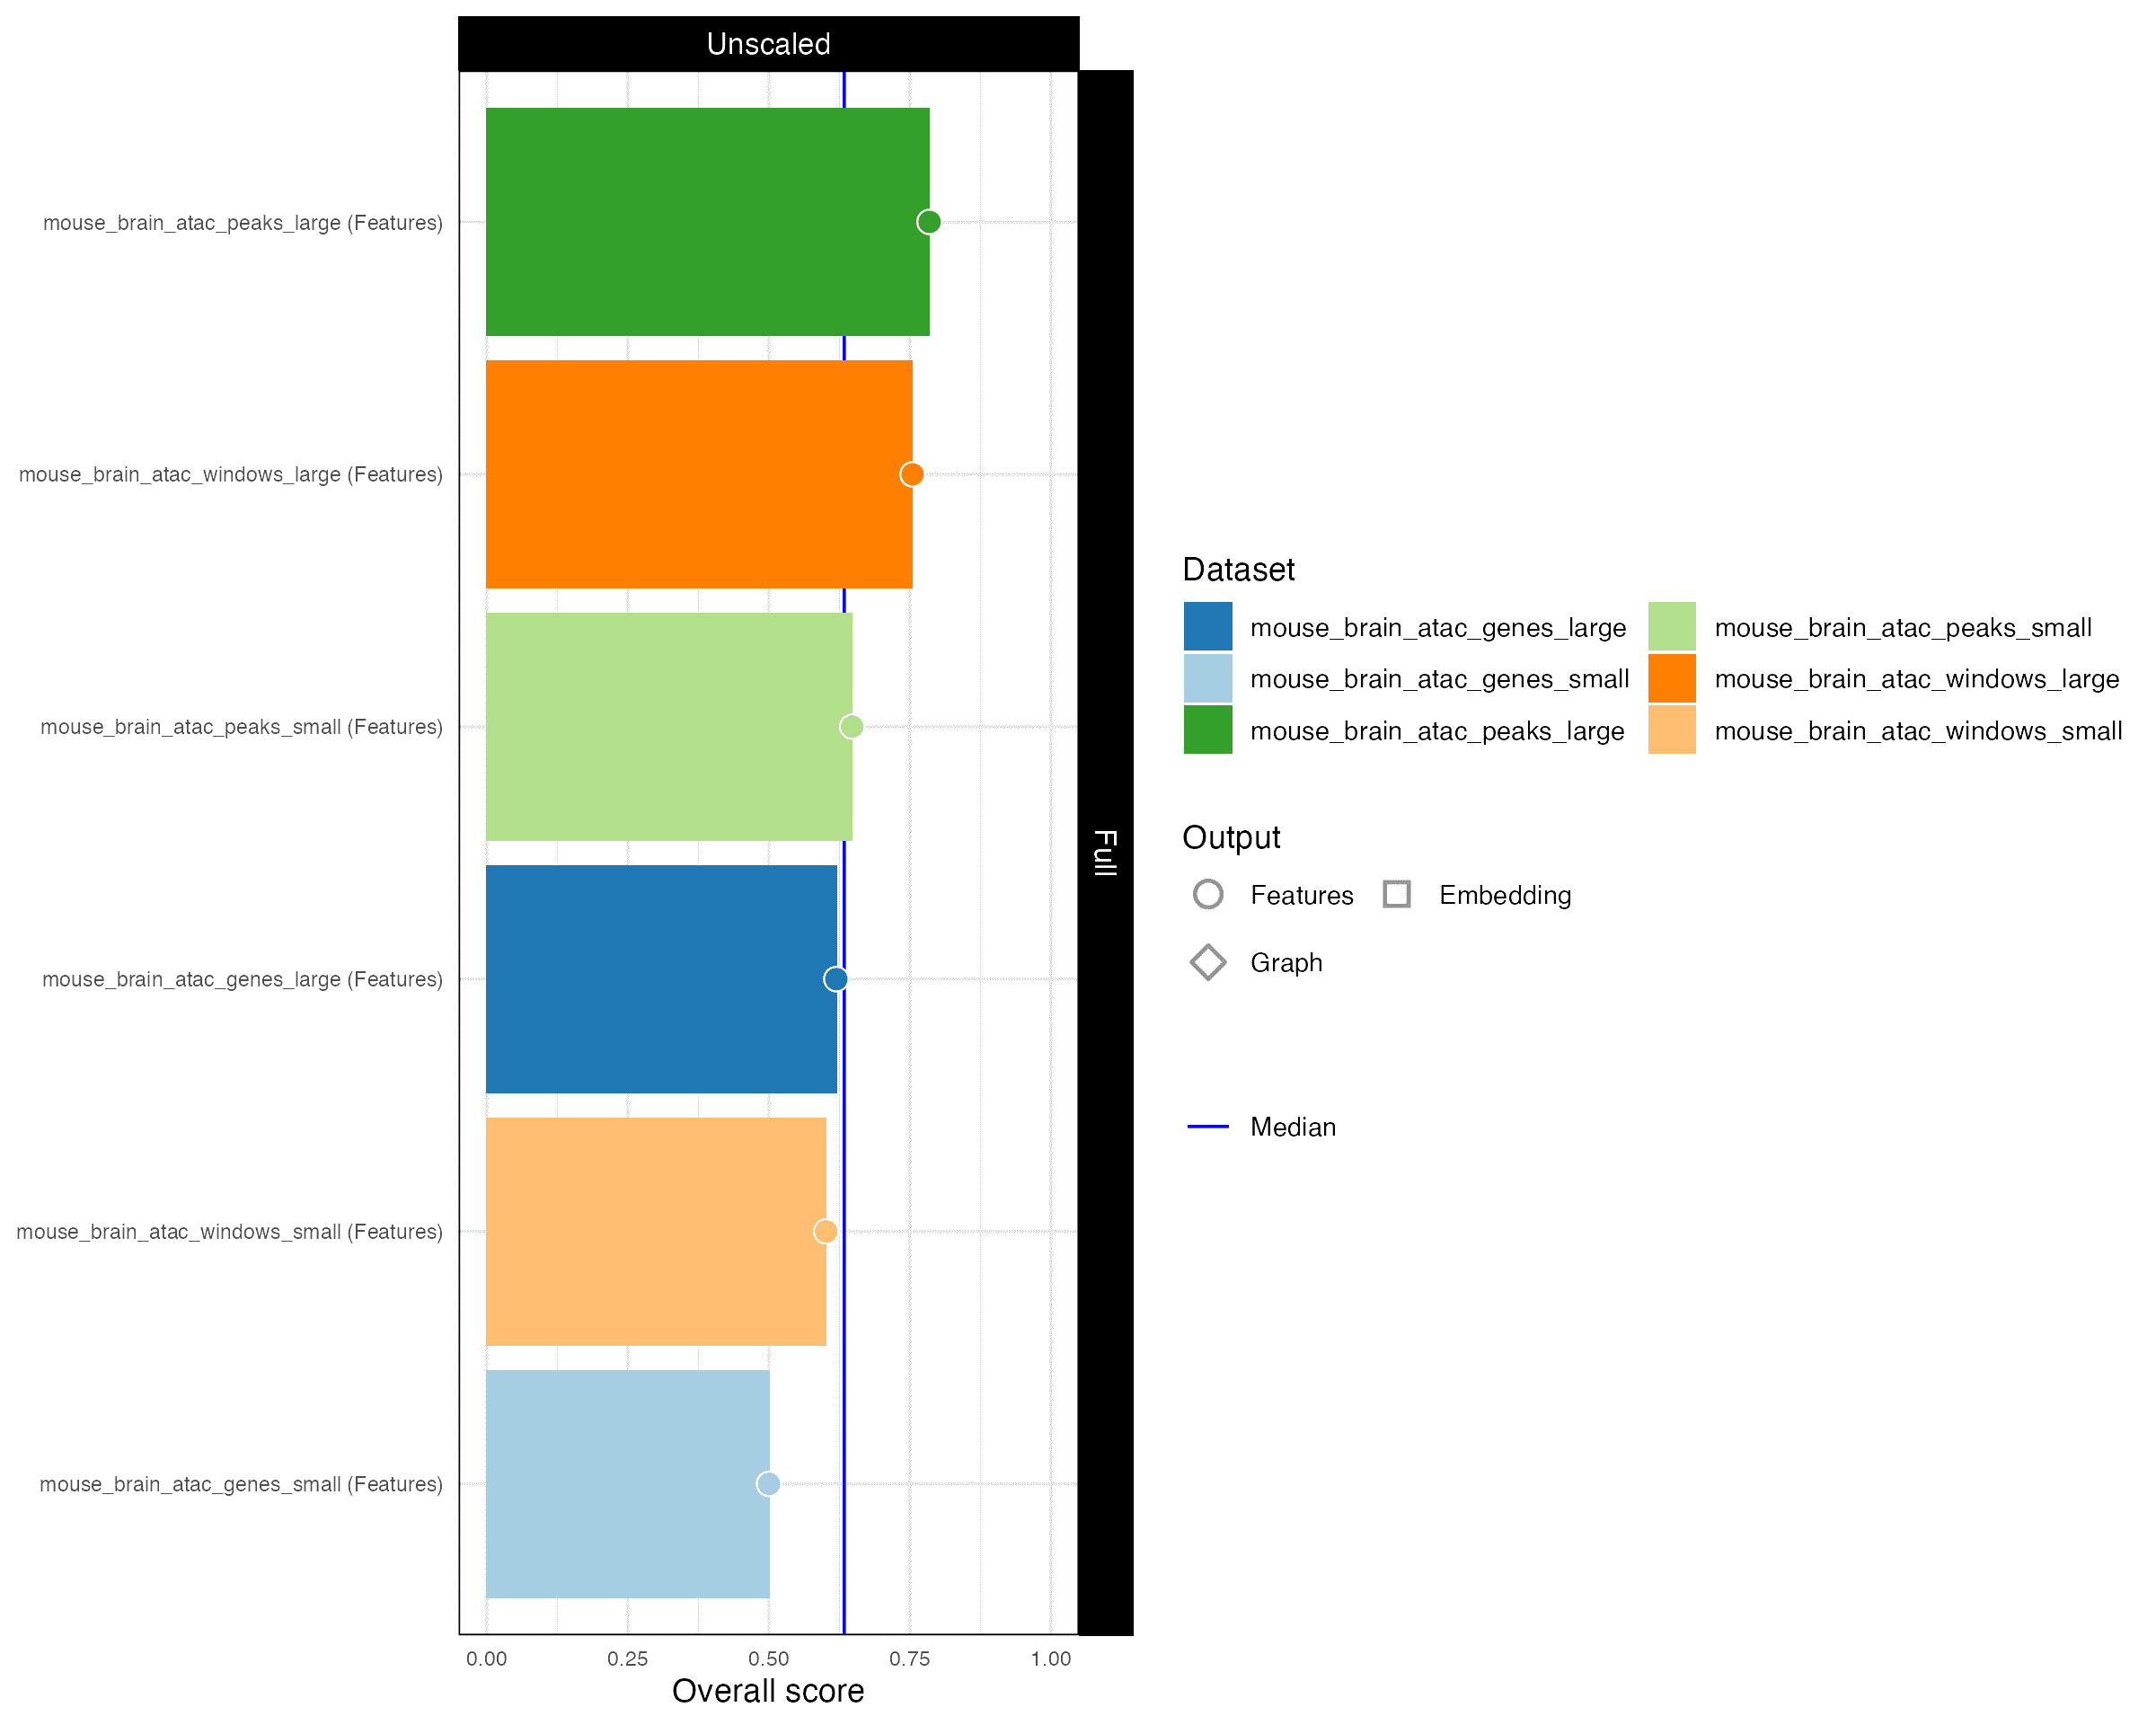 Unscaled
mouse_brain_atac_peaks_large (Features)
mouse_brain_atac_windows_large (Features)
mouse_brain_atac_peaks_small (Features)
mouse_brain_atac_genes_large (Features)
mouse_brain_atac_windows_small (Features)
mouse_brain_atac_genes_small (Features)
0.00 0.25 0.50 0.75 1.00
Overall score
Full
Dataset
mouse_brain_atac_genes_large mouse_brain_atac_peaks_small
mouse_brain_atac_genes_small mouse_brain_atac_windows_large
mouse_brain_atac_peaks_large mouse_brain_atac_windows_small
Output
Features Embedding
Graph
Median